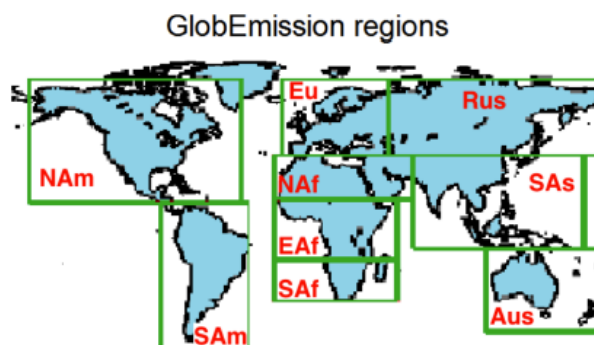 GlobEmission regions
Eu
Rus
NAm
NAf
SAs
EAf
SAf
Aus
SAm